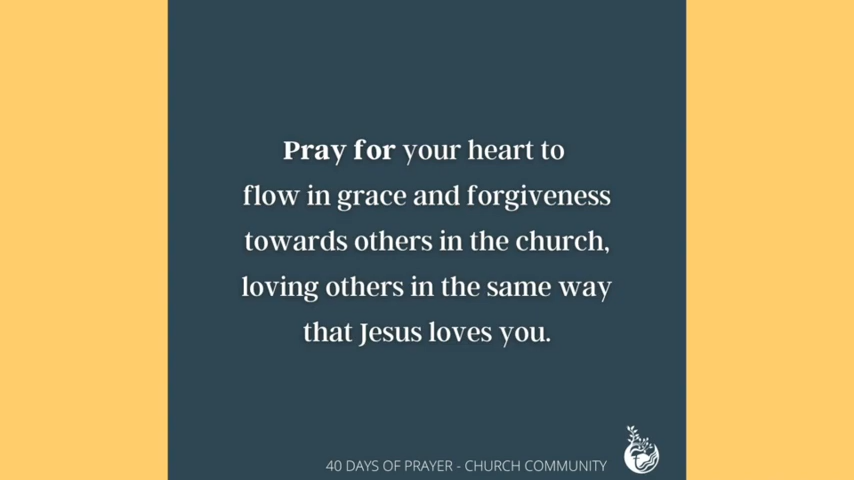 Pray for your heart to
flow in grace and forgiveness
towards others in the church,
loving others in the same way
that Jesus loves you.
40 DAYS OF PRAYER - CHURCH COMMUNITY